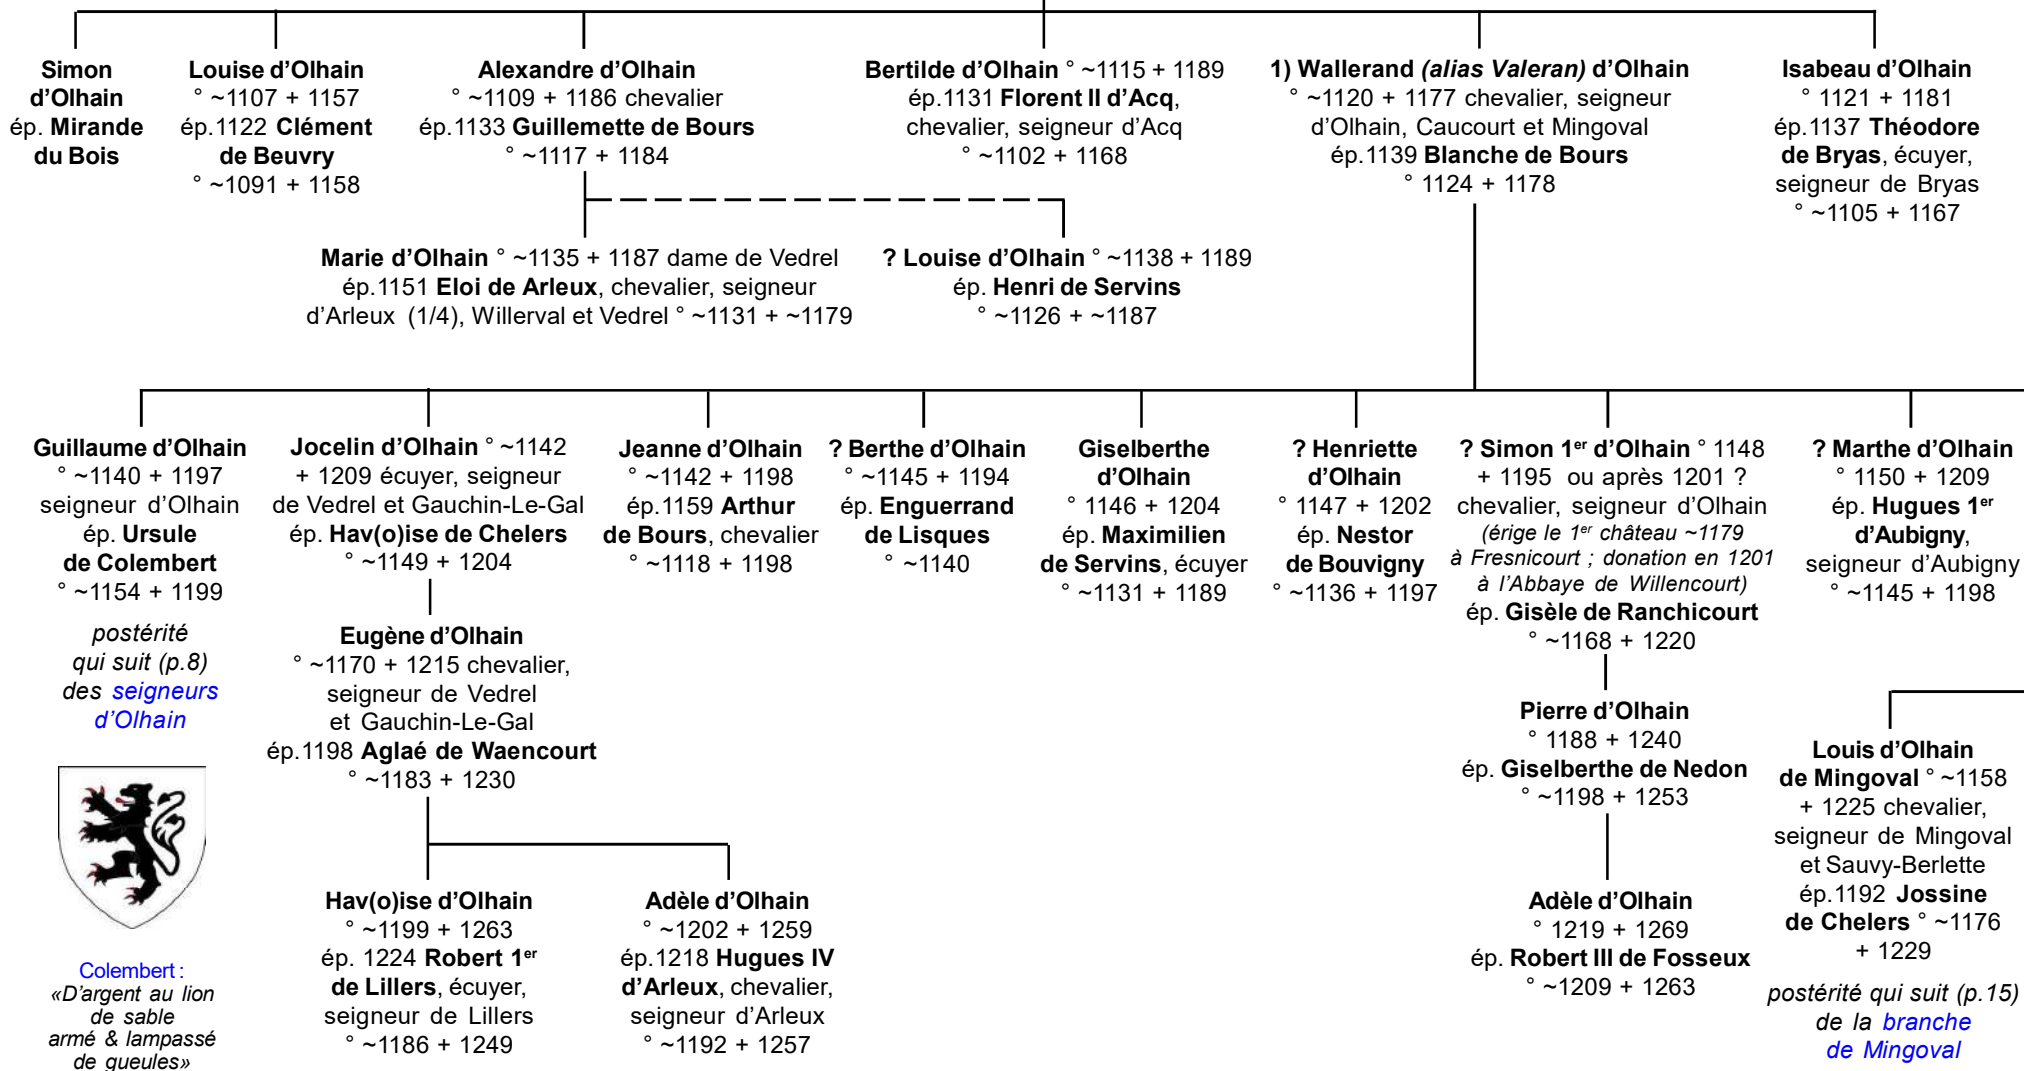 Simon
d’Olhain
ép. Mirande
du Bois
Louise d’Olhain
° ~1107 + 1157
ép.1122 Clément
de Beuvry
° ~1091 + 1158
Alexandre d’Olhain
° ~1109 + 1186 chevalier
ép.1133 Guillemette de Bours
° ~1117 + 1184
Bertilde d’Olhain ° ~1115 + 1189
ép.1131 Florent II d’Acq,
chevalier, seigneur d’Acq
° ~1102 + 1168
1) Wallerand (alias Valeran) d’Olhain
° ~1120 + 1177 chevalier, seigneur
d’Olhain, Caucourt et Mingoval
ép.1139 Blanche de Bours
° 1124 + 1178
Isabeau d’Olhain
° 1121 + 1181
ép.1137 Théodore
de Bryas, écuyer,
seigneur de Bryas
° ~1105 + 1167
Marie d’Olhain ° ~1135 + 1187 dame de Vedrel
ép.1151 Eloi de Arleux, chevalier, seigneur
d’Arleux (1/4), Willerval et Vedrel ° ~1131 + ~1179
? Louise d’Olhain ° ~1138 + 1189
ép. Henri de Servins
° ~1126 + ~1187
Guillaume d’Olhain
° ~1140 + 1197
seigneur d’Olhain
ép. Ursule
de Colembert
° ~1154 + 1199
postérité
qui suit (p.8)
des seigneurs
d’Olhain
Colembert :
«D’argent au lion
de sable
armé & lampassé
de gueules»
Jocelin d’Olhain ° ~1142
+ 1209 écuyer, seigneur
de Vedrel et Gauchin-Le-Gal
ép. Hav(o)ise de Chelers
° ~1149 + 1204
Eugène d’Olhain
° ~1170 + 1215 chevalier,
seigneur de Vedrel
et Gauchin-Le-Gal
ép.1198 Aglaé de Waencourt
° ~1183 + 1230
Hav(o)ise d’Olhain
° ~1199 + 1263
ép. 1224 Robert 1er
de Lillers, écuyer,
seigneur de Lillers
° ~1186 + 1249
Adèle d’Olhain
° ~1202 + 1259
ép.1218 Hugues IV
d’Arleux, chevalier,
seigneur d’Arleux
° ~1192 + 1257
Jeanne d’Olhain
° ~1142 + 1198
ép.1159 Arthur
de Bours, chevalier
° ~1118 + 1198
? Berthe d’Olhain
° ~1145 + 1194
ép. Enguerrand
de Lisques
° ~1140
Giselberthe
d’Olhain
° 1146 + 1204
ép. Maximilien
de Servins, écuyer
° ~1131 + 1189
? Henriette
d’Olhain
° 1147 + 1202
ép. Nestor
de Bouvigny
° ~1136 + 1197
? Simon 1er d’Olhain ° 1148
+ 1195 ou après 1201 ?
chevalier, seigneur d’Olhain
(érige le 1er château ~1179
à Fresnicourt ; donation en 1201
à l’Abbaye de Willencourt)
ép. Gisèle de Ranchicourt
° ~1168 + 1220
Pierre d’Olhain
° 1188 + 1240
ép. Giselberthe de Nedon
° ~1198 + 1253
Adèle d’Olhain
° 1219 + 1269
ép. Robert III de Fosseux
° ~1209 + 1263
? Marthe d’Olhain
° 1150 + 1209
ép. Hugues 1er
d’Aubigny,
seigneur d’Aubigny
° ~1145 + 1198
Louis d’Olhain
de Mingoval ° ~1158
+ 1225 chevalier,
seigneur de Mingoval
et Sauvy-Berlette
ép.1192 Jossine
de Chelers ° ~1176
+ 1229
postérité qui suit (p.15)
de la branche
de Mingoval